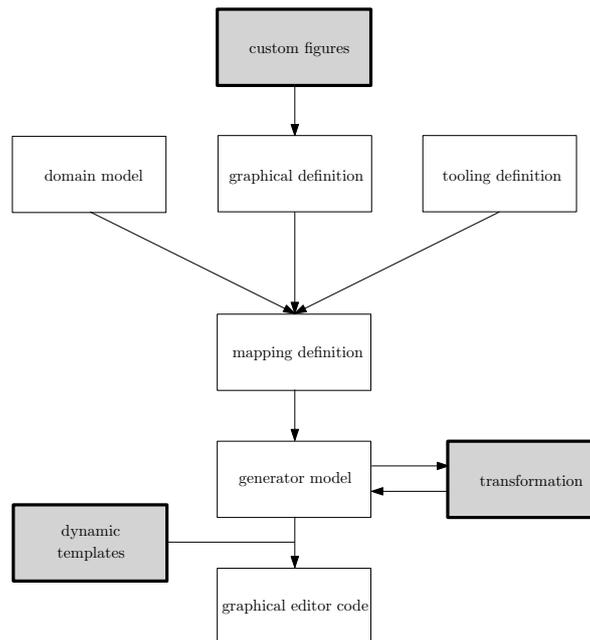 custom figures
domain model
graphical definition
tooling definition
mapping definition
generator model
transformation
dynamic
templates
graphical editor code